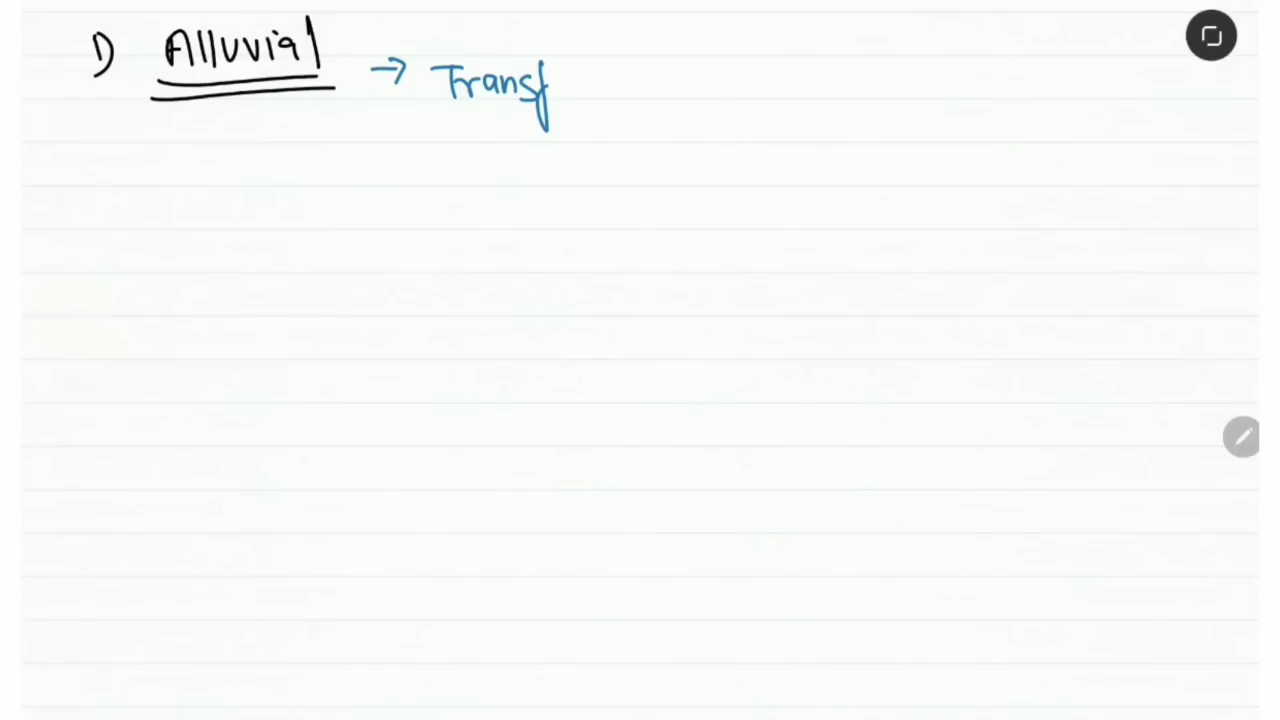 1) Alluvial → Transf